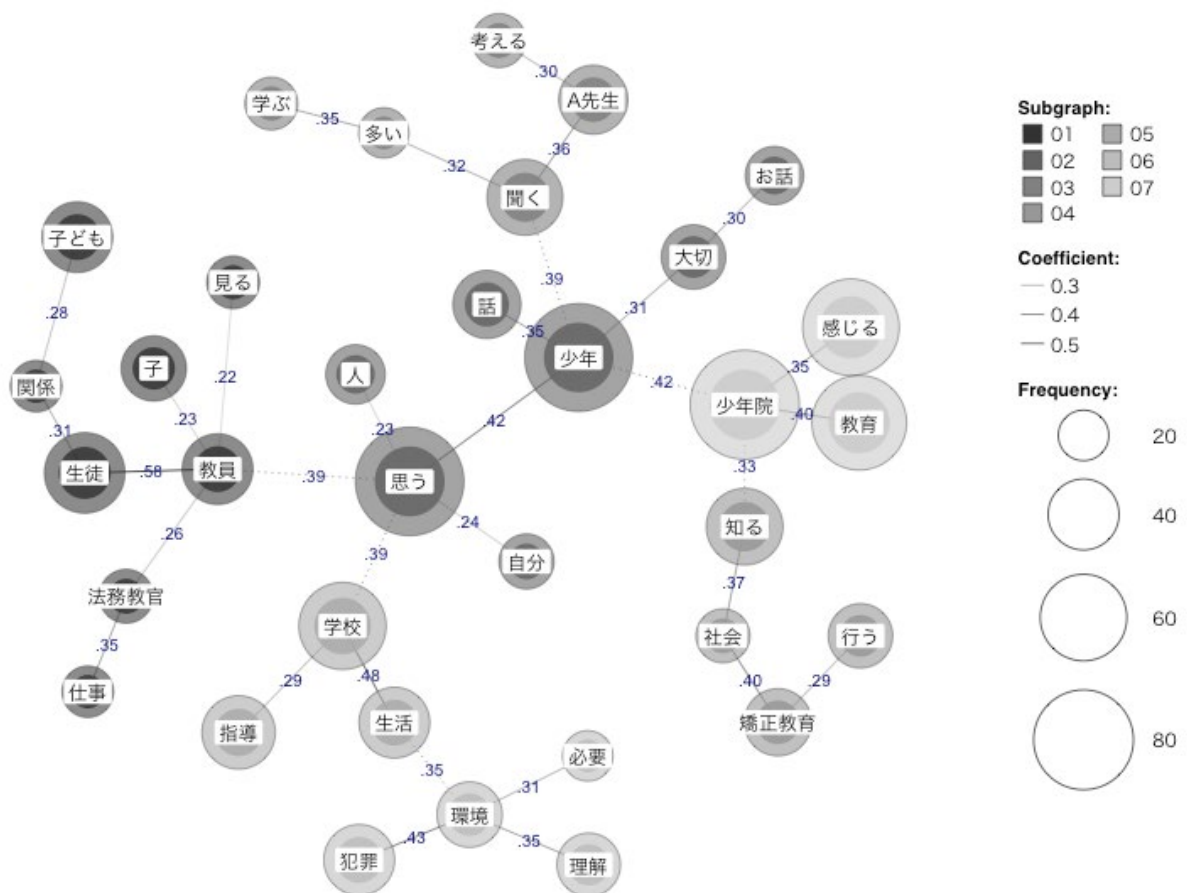 考える
.30
A先生
学ぶ
.35
多い
.36
.32
聞く
お話
.30
子ども
大切
見る
.39
.31
話
.35
感じる
.28
少年
.35
子
人
.42
少年院
.40
教育
関係
.22
.23
.23
.42
.31
生徒
.58
教員
.39
思う
.33
.24
知る
.26
.39
自分
.37
法務教官
学校
社会
行う
.35
.48
.40
.29
仕事
.29
指導
生活
矯正教育
.35
必要
.31
環境
.43
.35
犯罪
理解
Subgraph:
01 05
02 06
03 07
04
Coefficient:
0.3
0.4
0.5
Frequency:
20
40
60
80